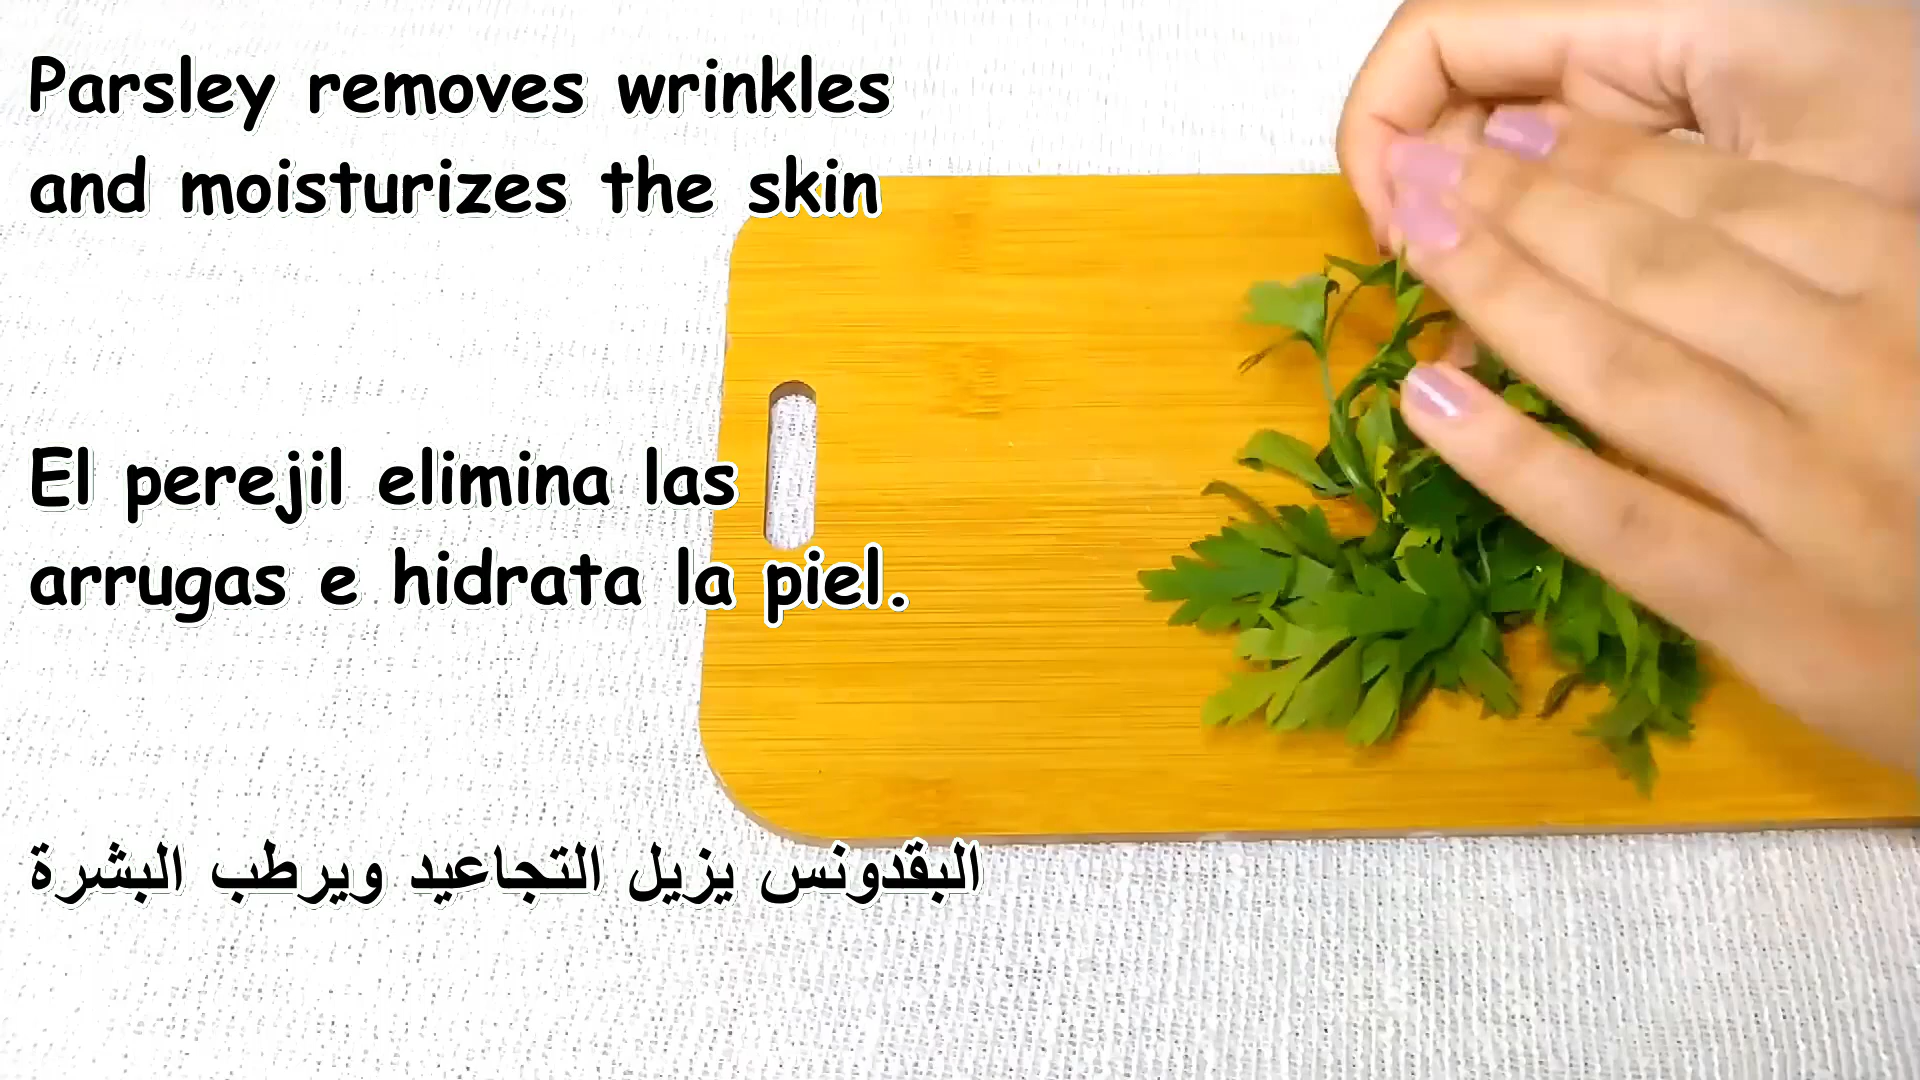 Parsley removes wrinkles
and moisturizes the skin
El perejil elimina las
arrugas e hidrata la piel.
البقدونس يزيل التجاعيد ويرطب البشرة